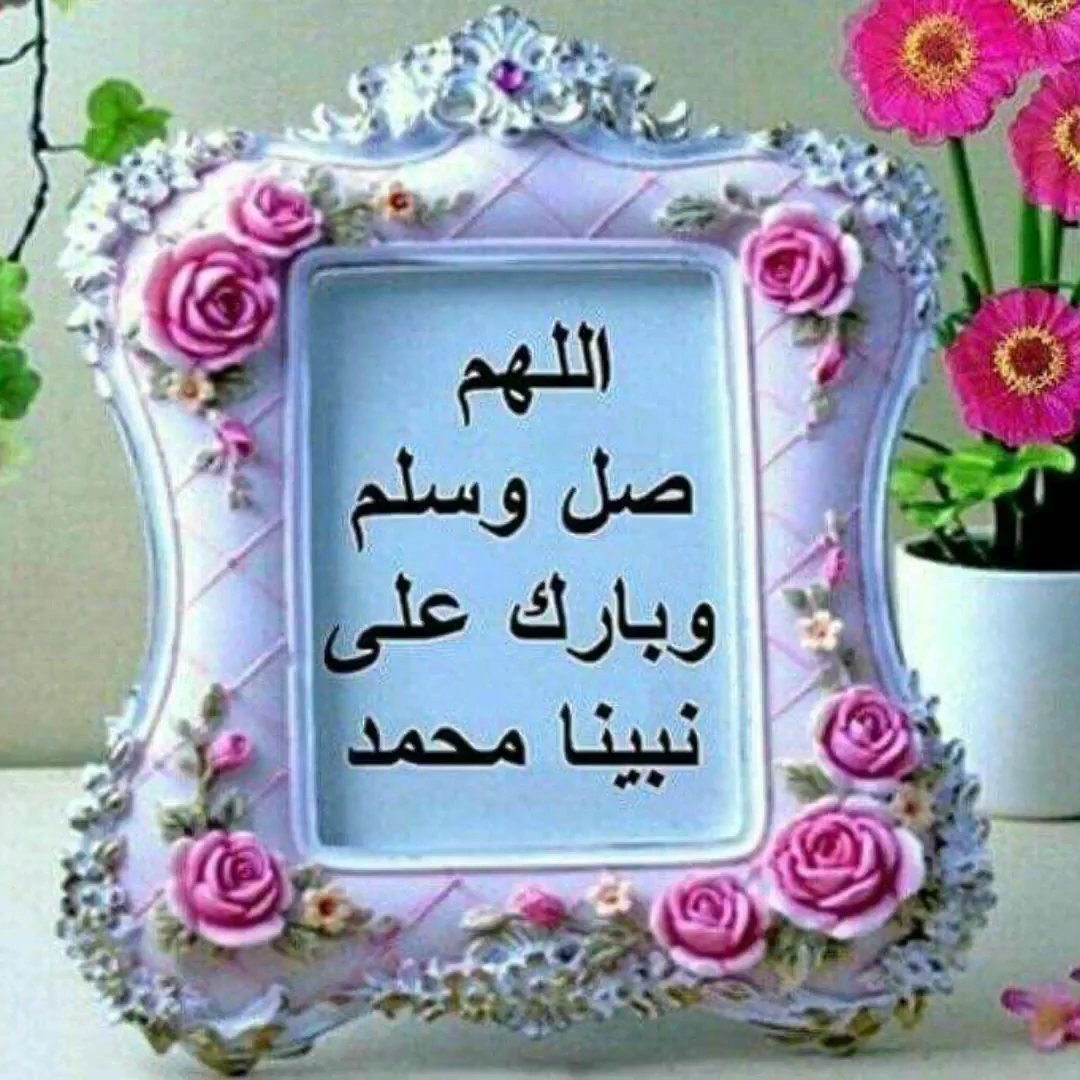 اللهم
صل وسلم
وبارك على
نبينا محمد